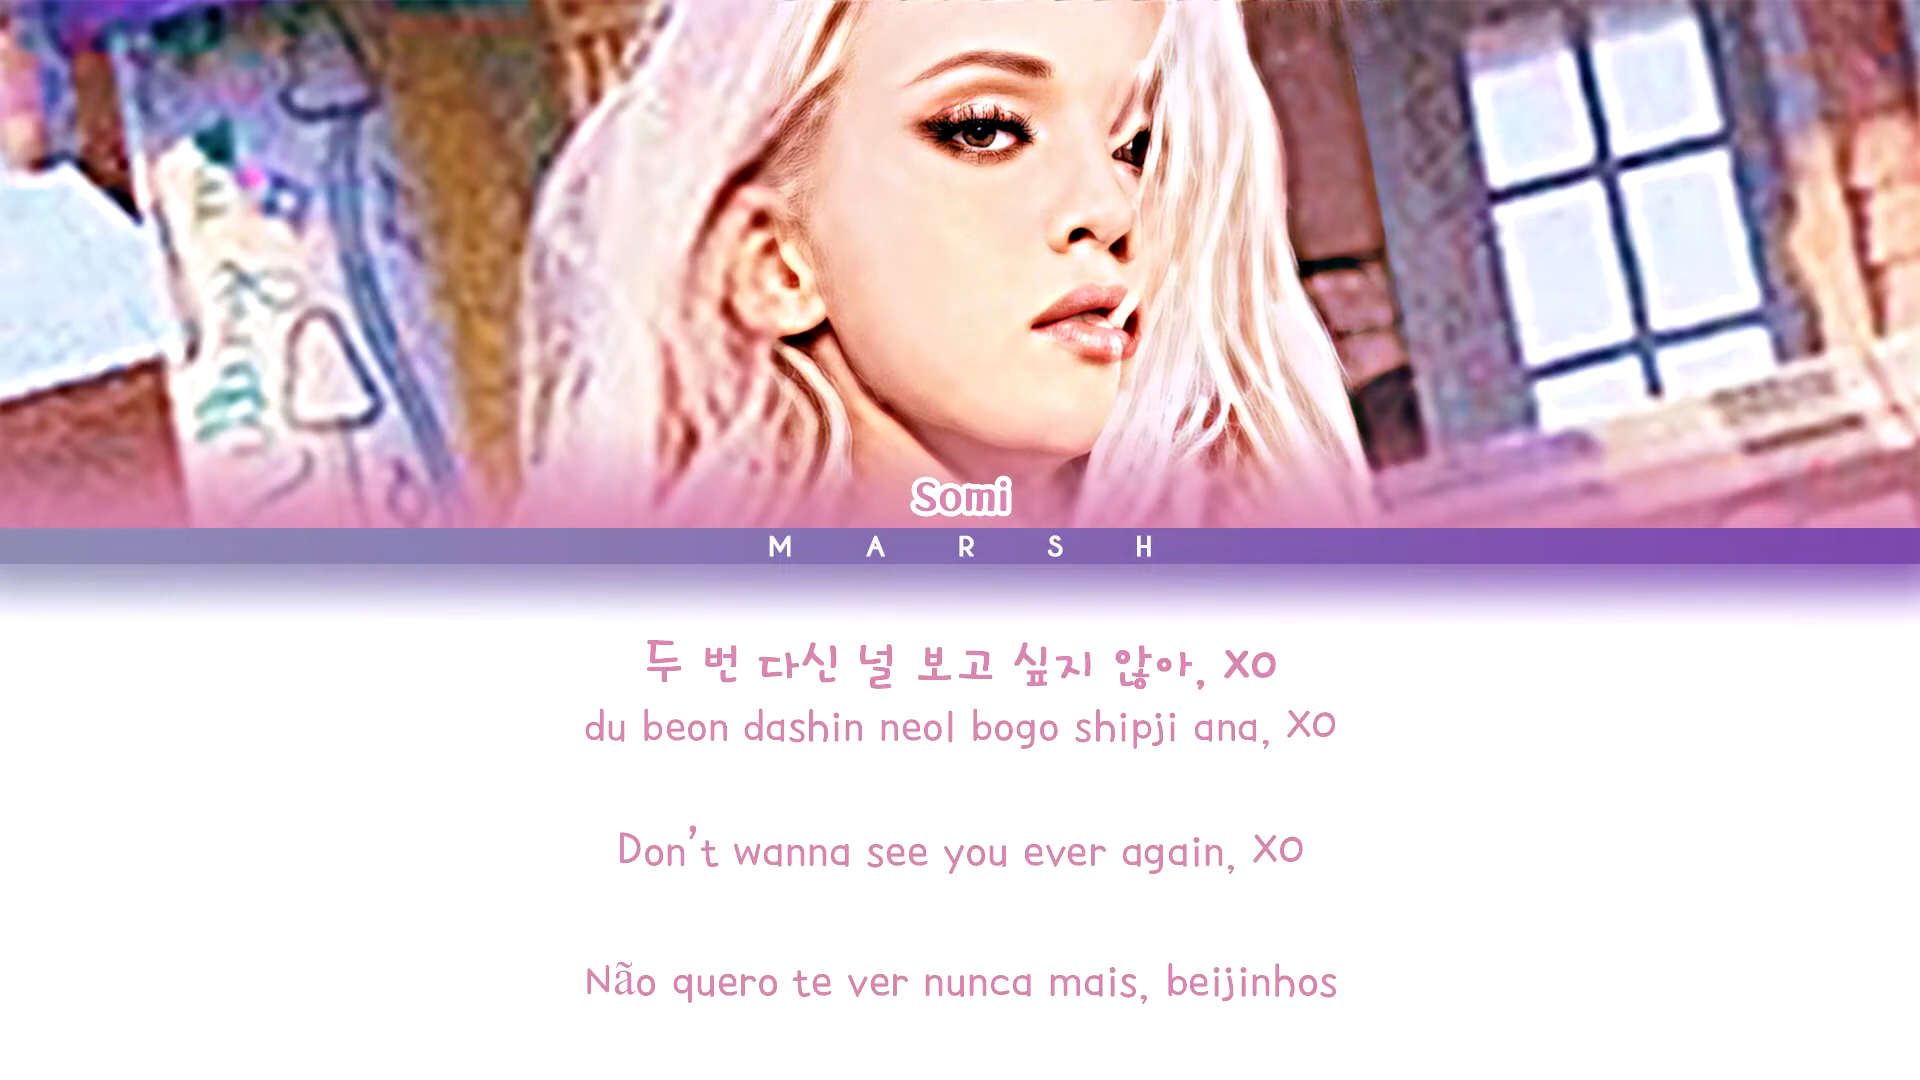 Somi
MARSH
두 번 다신 널 보고 싶지 않아, XO
du beon dashin neol bogo shipji ana, XO
Don't wanna see you ever again, XO
Não quero te ver nunca mais, beijinhos